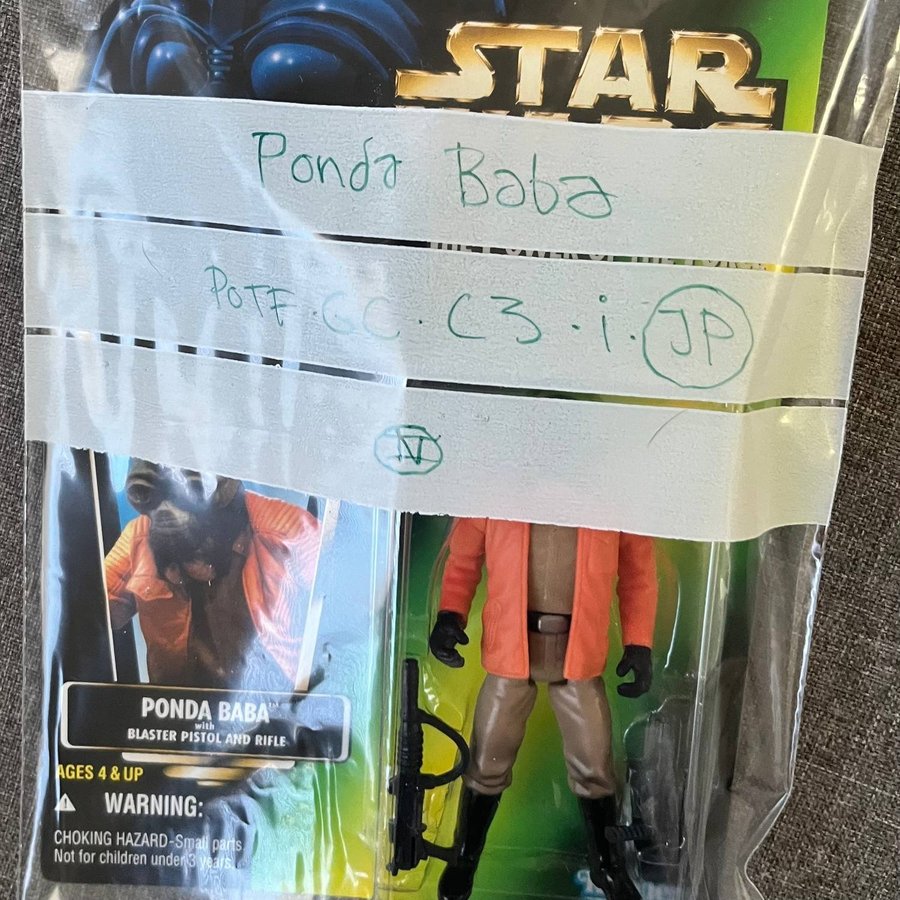 STAR
Ponda Baba
POTF · GC · C3 · i · JP
IV
PONDA BABA™
with
BLASTER PISTOL AND RIFLE
AGES 4 & UP
WARNING:
CHOKING HAZARD-Small parts
Not for children under 3 years